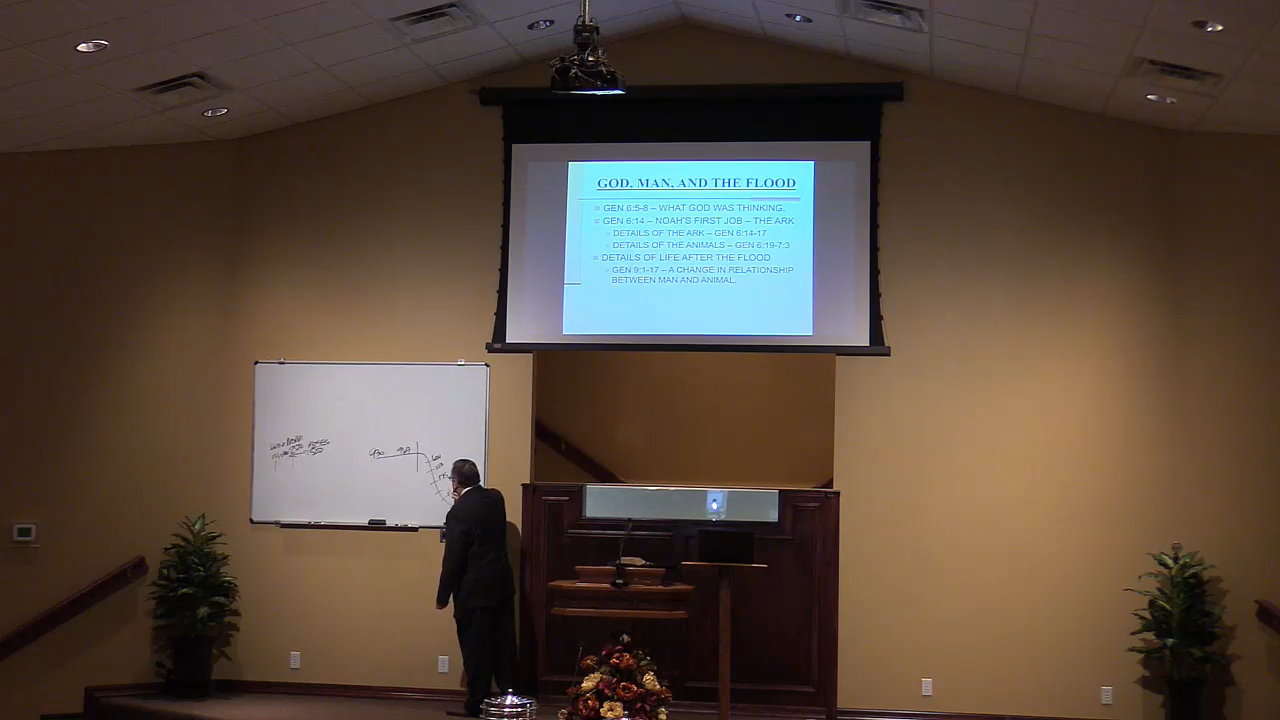 GOD, MAN, AND THE FLOOD
GEN 6:5-8 – WHAT GOD WAS THINKING.
GEN 6:14 – NOAH'S FIRST JOB – THE ARK
DETAILS OF THE ARK – GEN 6:14-17
DETAILS OF THE ANIMALS – GEN 6:19-7:3
DETAILS OF LIFE AFTER THE FLOOD
GEN 9:1-17 – A CHANGE IN RELATIONSHIP
BETWEEN MAN AND ANIMAL.